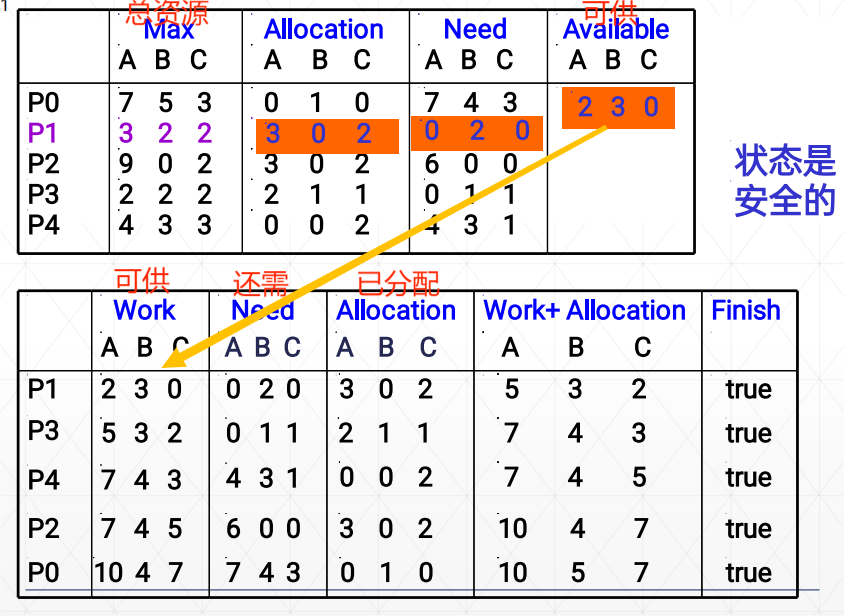 1
总资源 可供
Max Allocation Need Available
A B C A B C A B C A B C
P0 7 5 3 0 1 0 7 4 3 2 3 0
P1 3 2 2 3 0 2 0 2 0
P2 9 0 2 3 0 2 6 0 0
P3 2 2 2 2 1 1 0 1 1
P4 4 3 3 0 0 2 4 3 1
状态是
安全的
可供 还需 已分配
Work Need Allocation Work+ Allocation Finish
A B C A B C A B C A B C
P1 2 3 0 0 2 0 3 0 2 5 3 2 true
P3 5 3 2 0 1 1 2 1 1 7 4 3 true
P4 7 4 3 4 3 1 0 0 2 7 4 5 true
P2 7 4 5 6 0 0 3 0 2 10 4 7 true
P0 10 4 7 7 4 3 0 1 0 10 5 7 true